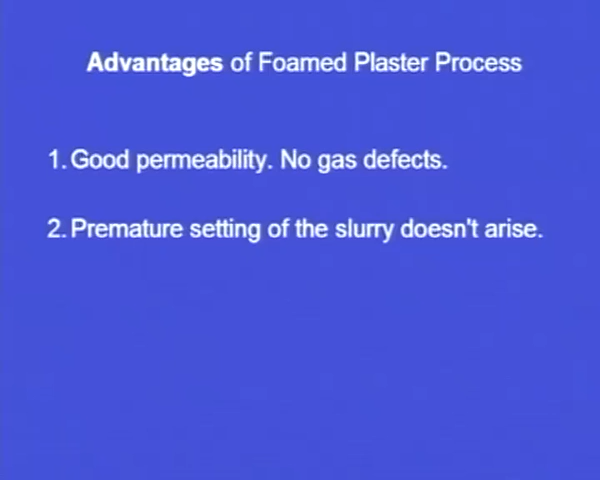 Advantages of Foamed Plaster Process
1. Good permeability. No gas defects.
2. Premature setting of the slurry doesn't arise.